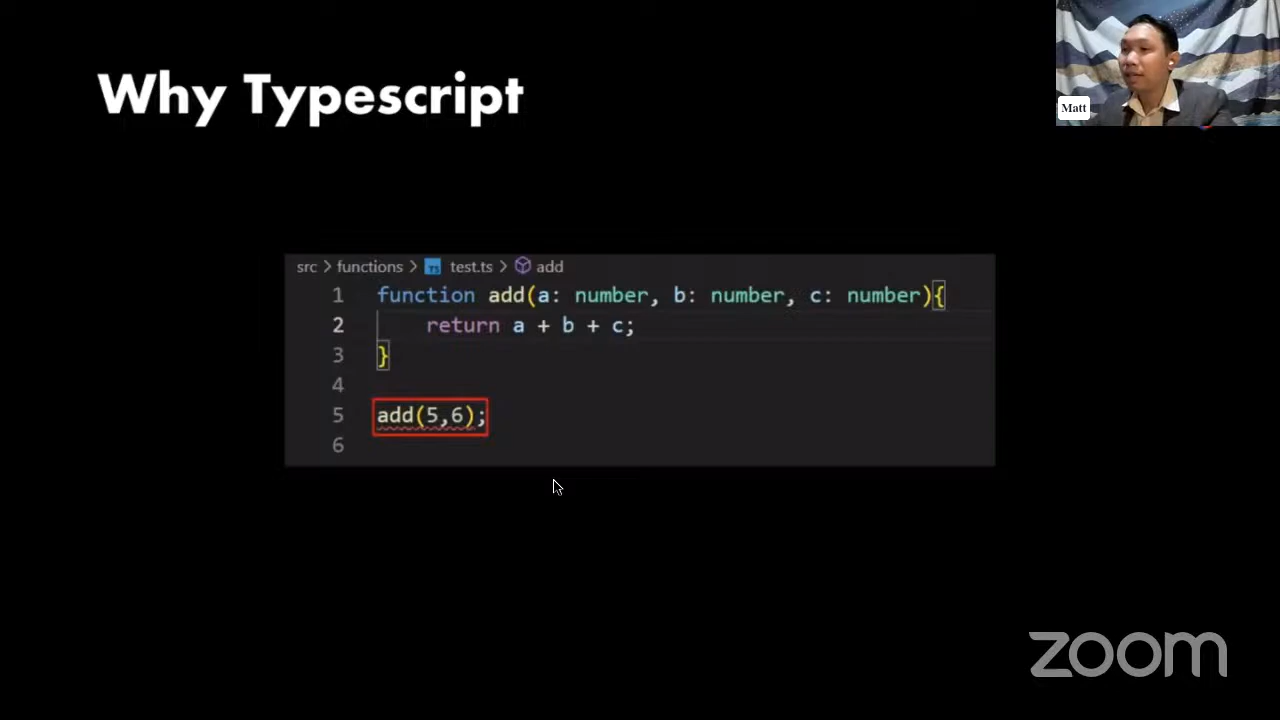 Why Typescript
Matt
src > functions > TS test.ts > add
1 function add(a: number, b: number, c: number){
2 return a + b + c;
3 }
4
5 add(5,6);
6
zoom